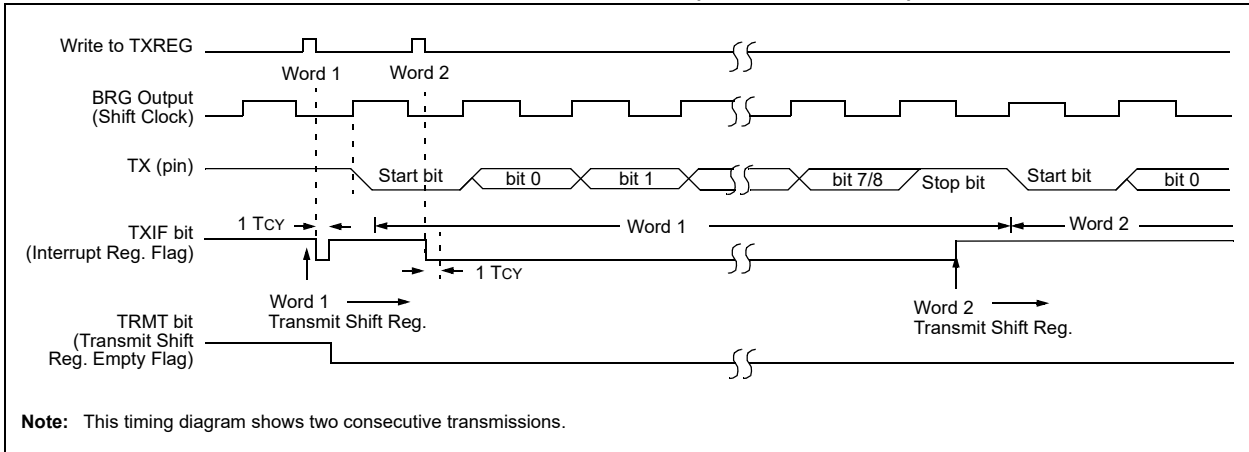 Write to TXREG
Word 1
Word 2
BRG Output
(Shift Clock)
TX (pin)
Start bit
bit 0
bit 1
bit 7/8
Stop bit
Start bit
bit 0
1 TCY
Word 1
Word 2
TXIF bit
(Interrupt Reg. Flag)
1 TCY
Word 1
Transmit Shift Reg.
Word 2
Transmit Shift Reg.
TRMT bit
(Transmit Shift
Reg. Empty Flag)
Note: This timing diagram shows two consecutive transmissions.